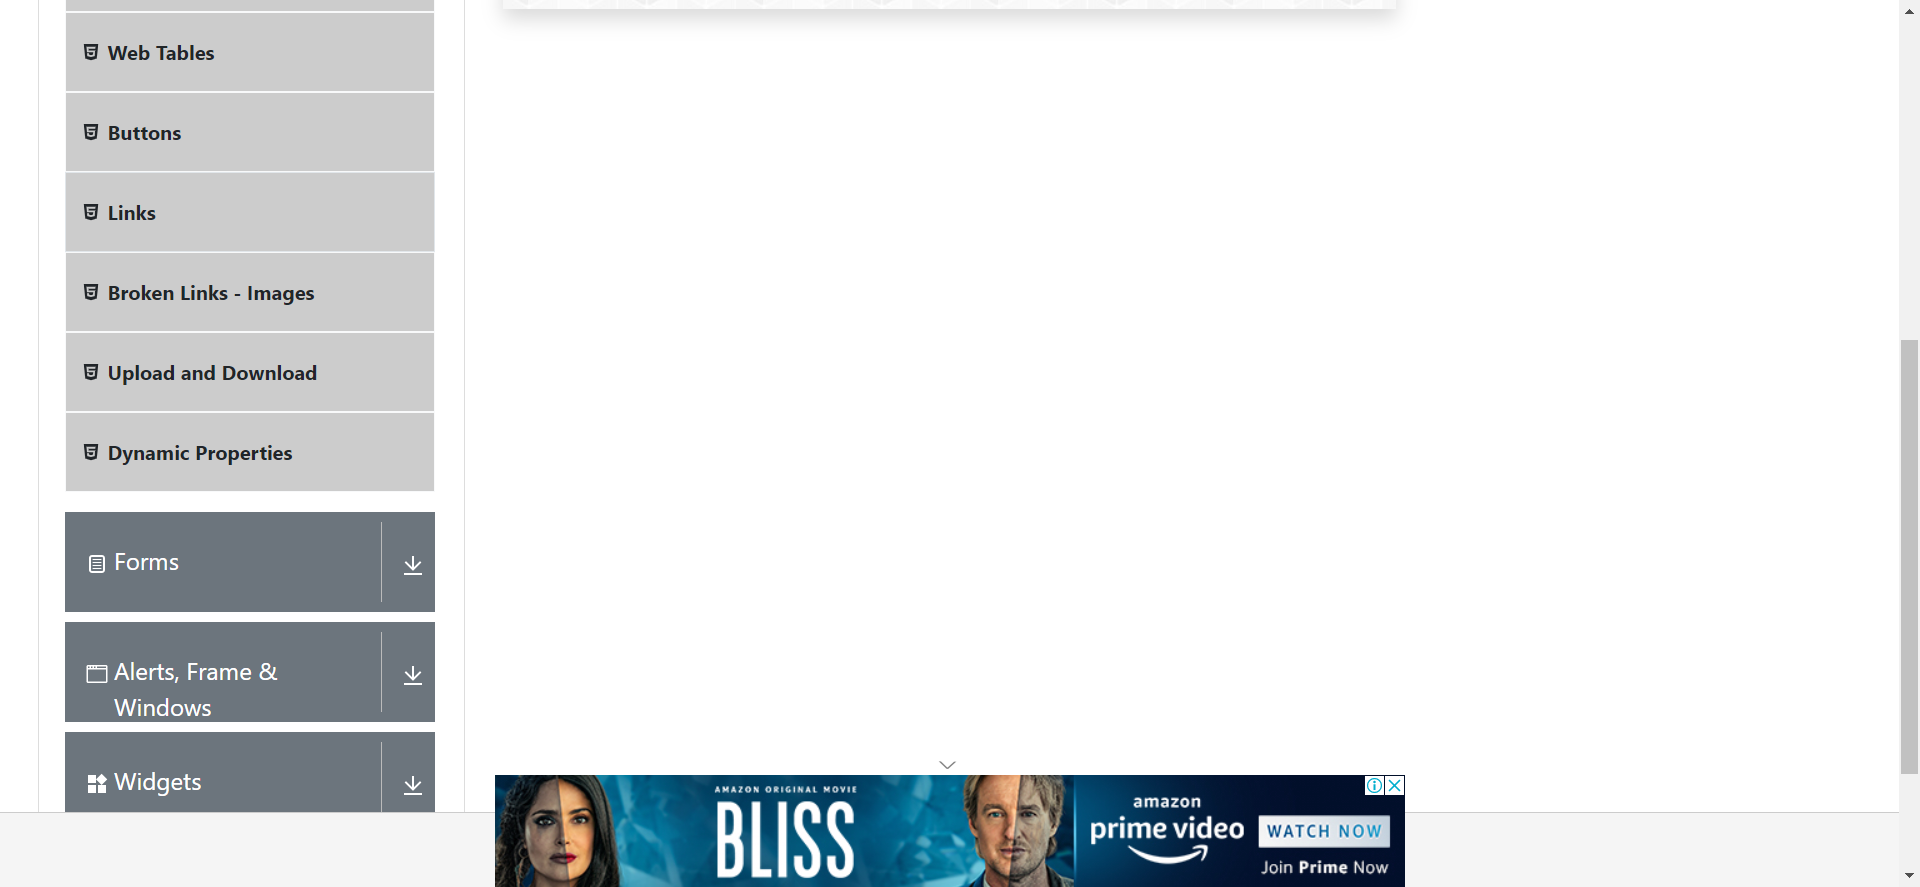 Web Tables
Buttons
Links
Broken Links - Images
Upload and Download
Dynamic Properties
Forms
Alerts, Frame &
Windows
Widgets
AMAZON ORIGINAL MOVIE
BLISS
amazon
prime video
WATCH NOW
Join Prime Now